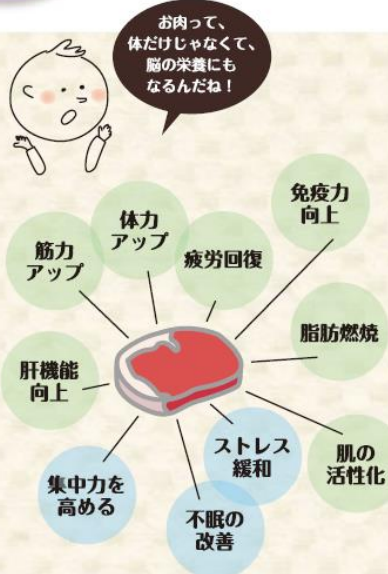 お肉って、
体だけじゃなくて、
脳の栄養にも
なるんだね！
免疫力
向上
体力
アップ
筋力
アップ
疲労回復
脂肪燃焼
肝機能
向上
ストレス
緩和
肌の
活性化
集中力を
高める
不眠の
改善